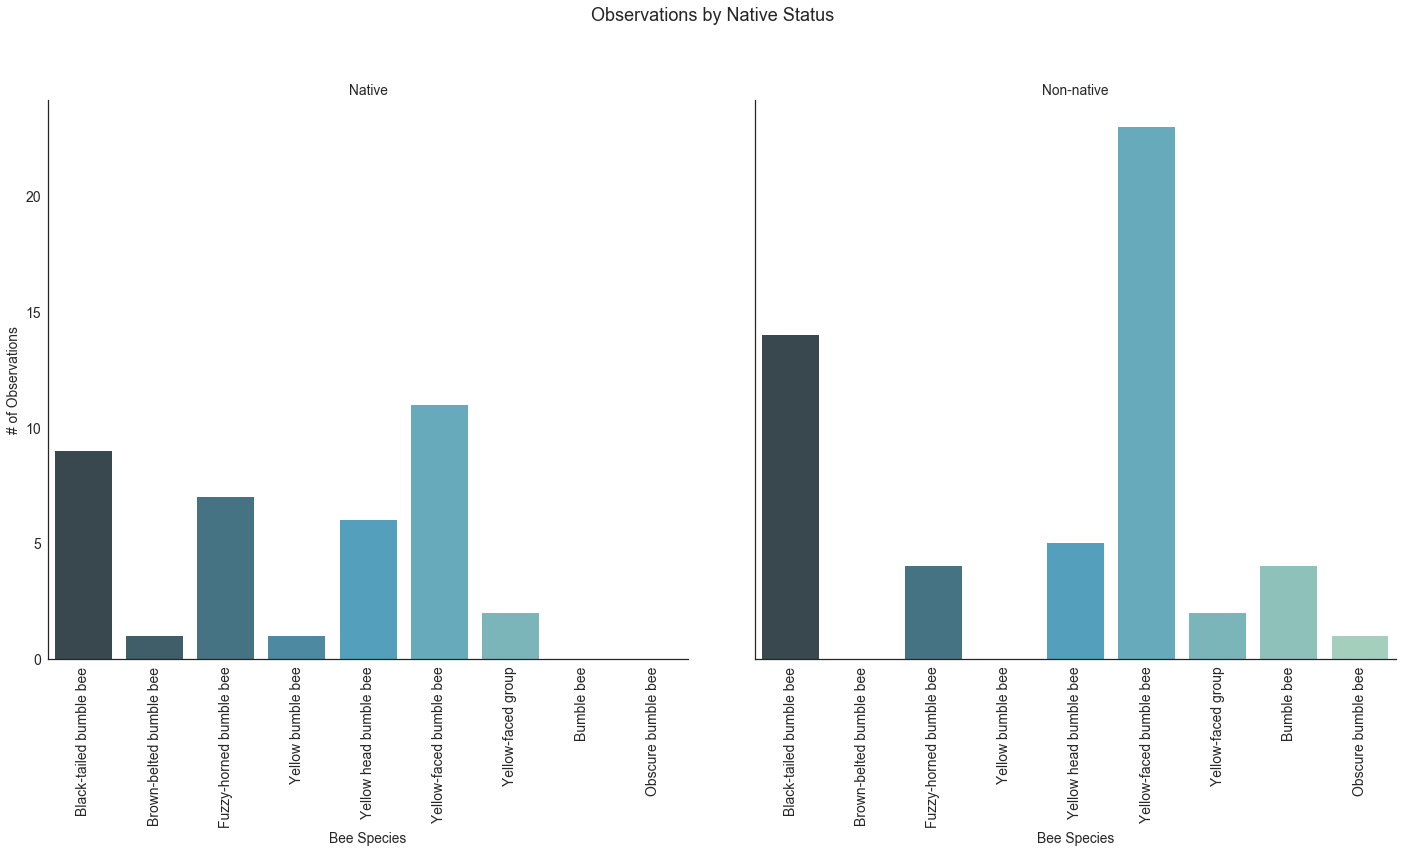 Observations by Native Status
Native
Non-native
# of Observations
20
15
10
5
0
Black-tailed bumble bee
Brown-belted bumble bee
Fuzzy-horned bumble bee
Yellow bumble bee
Yellow head bumble bee
Yellow-faced bumble bee
Yellow-faced group
Bumble bee
Obscure bumble bee
Bee Species
Black-tailed bumble bee
Brown-belted bumble bee
Fuzzy-horned bumble bee
Yellow bumble bee
Yellow head bumble bee
Yellow-faced bumble bee
Yellow-faced group
Bumble bee
Obscure bumble bee
Bee Species